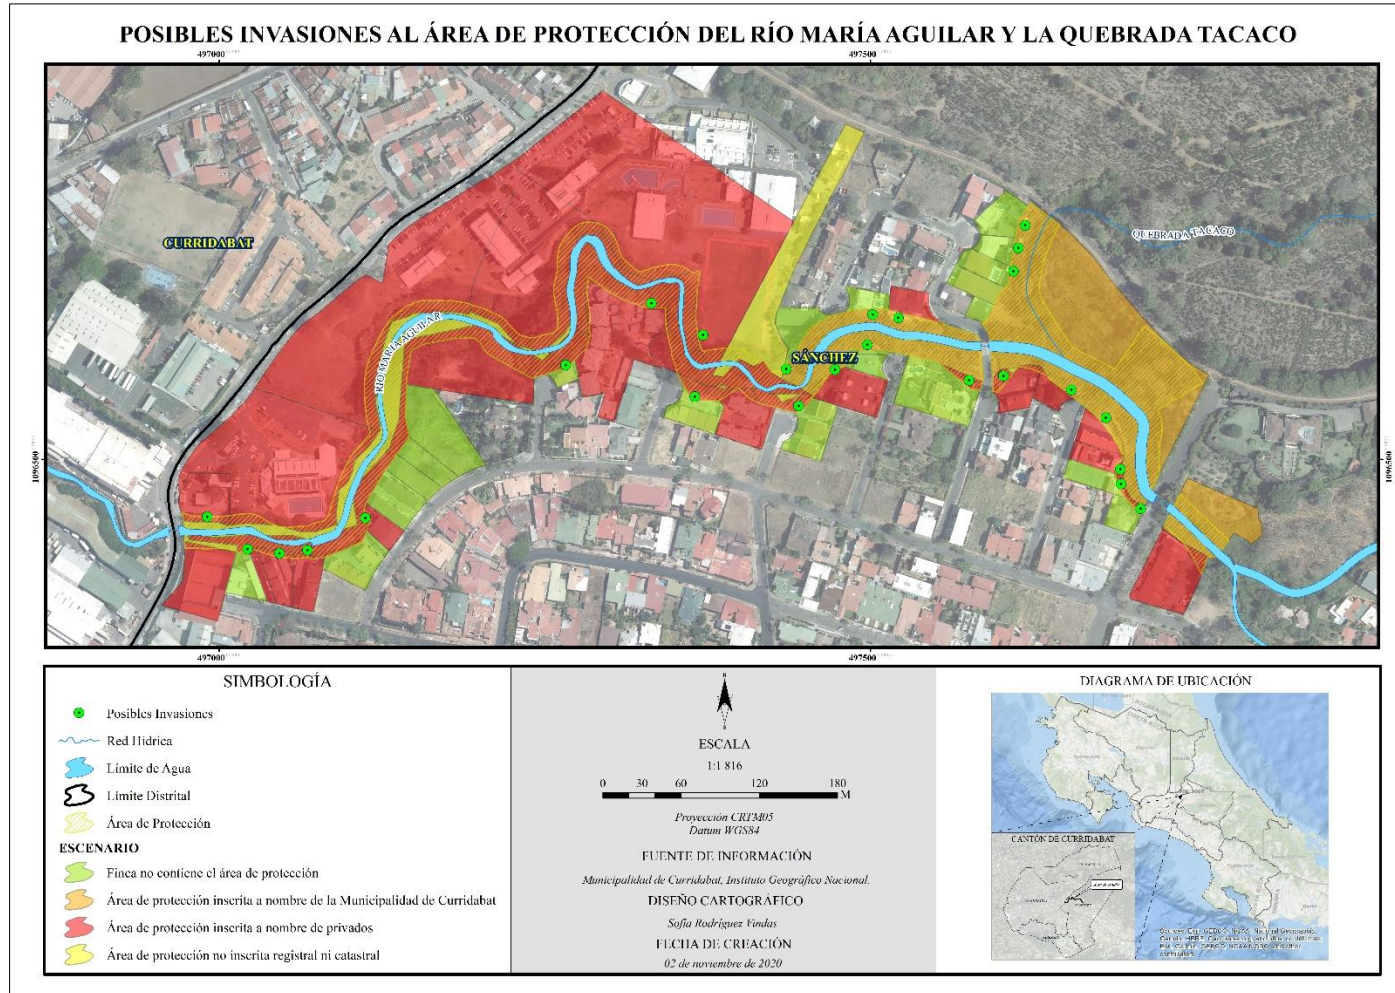 POSIBLES INVASIONES AL ÁREA DE PROTECCIÓN DEL RÍO MARÍA AGUILAR Y LA QUEBRADA TACACO
497000
497500
CURRIDABAT
QUEBRADA TACACO
RÍO MARÍA AGUILAR
SÁNCHEZ
1096500
1096500
497000
497500
SIMBOLOGÍA
Posibles Invasiones
Red Hídrica
Límite de Agua
Límite Distrital
Área de Protección
ESCENARIO
Finca no contiene el área de protección
Área de protección inscrita a nombre de la Municipalidad de Curridabat
Área de protección inscrita a nombre de privados
Área de protección no inscrita registral ni catastral
N
ESCALA
1:1 816
0 30 60 120 180
M
Proyección CRTM05
Datum WGS84
FUENTE DE INFORMACIÓN
Municipalidad de Curridabat, Instituto Geográfico Nacional.
DISEÑO CARTOGRÁFICO
Sofía Rodríguez Vindas
FECHA DE CREACIÓN
02 de noviembre de 2020
DIAGRAMA DE UBICACIÓN
CANTÓN DE CURRIDABAT